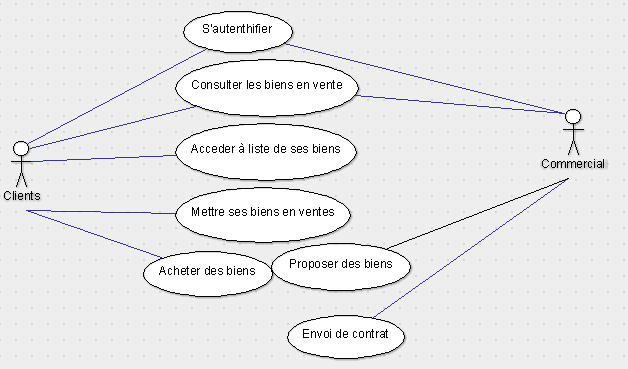 S'autenthifier
Consulter les biens en vente
Acceder à liste de ses biens
Clients
Commercial
Mettre ses biens en ventes
Acheter des biens
Proposer des biens
Envoi de contrat